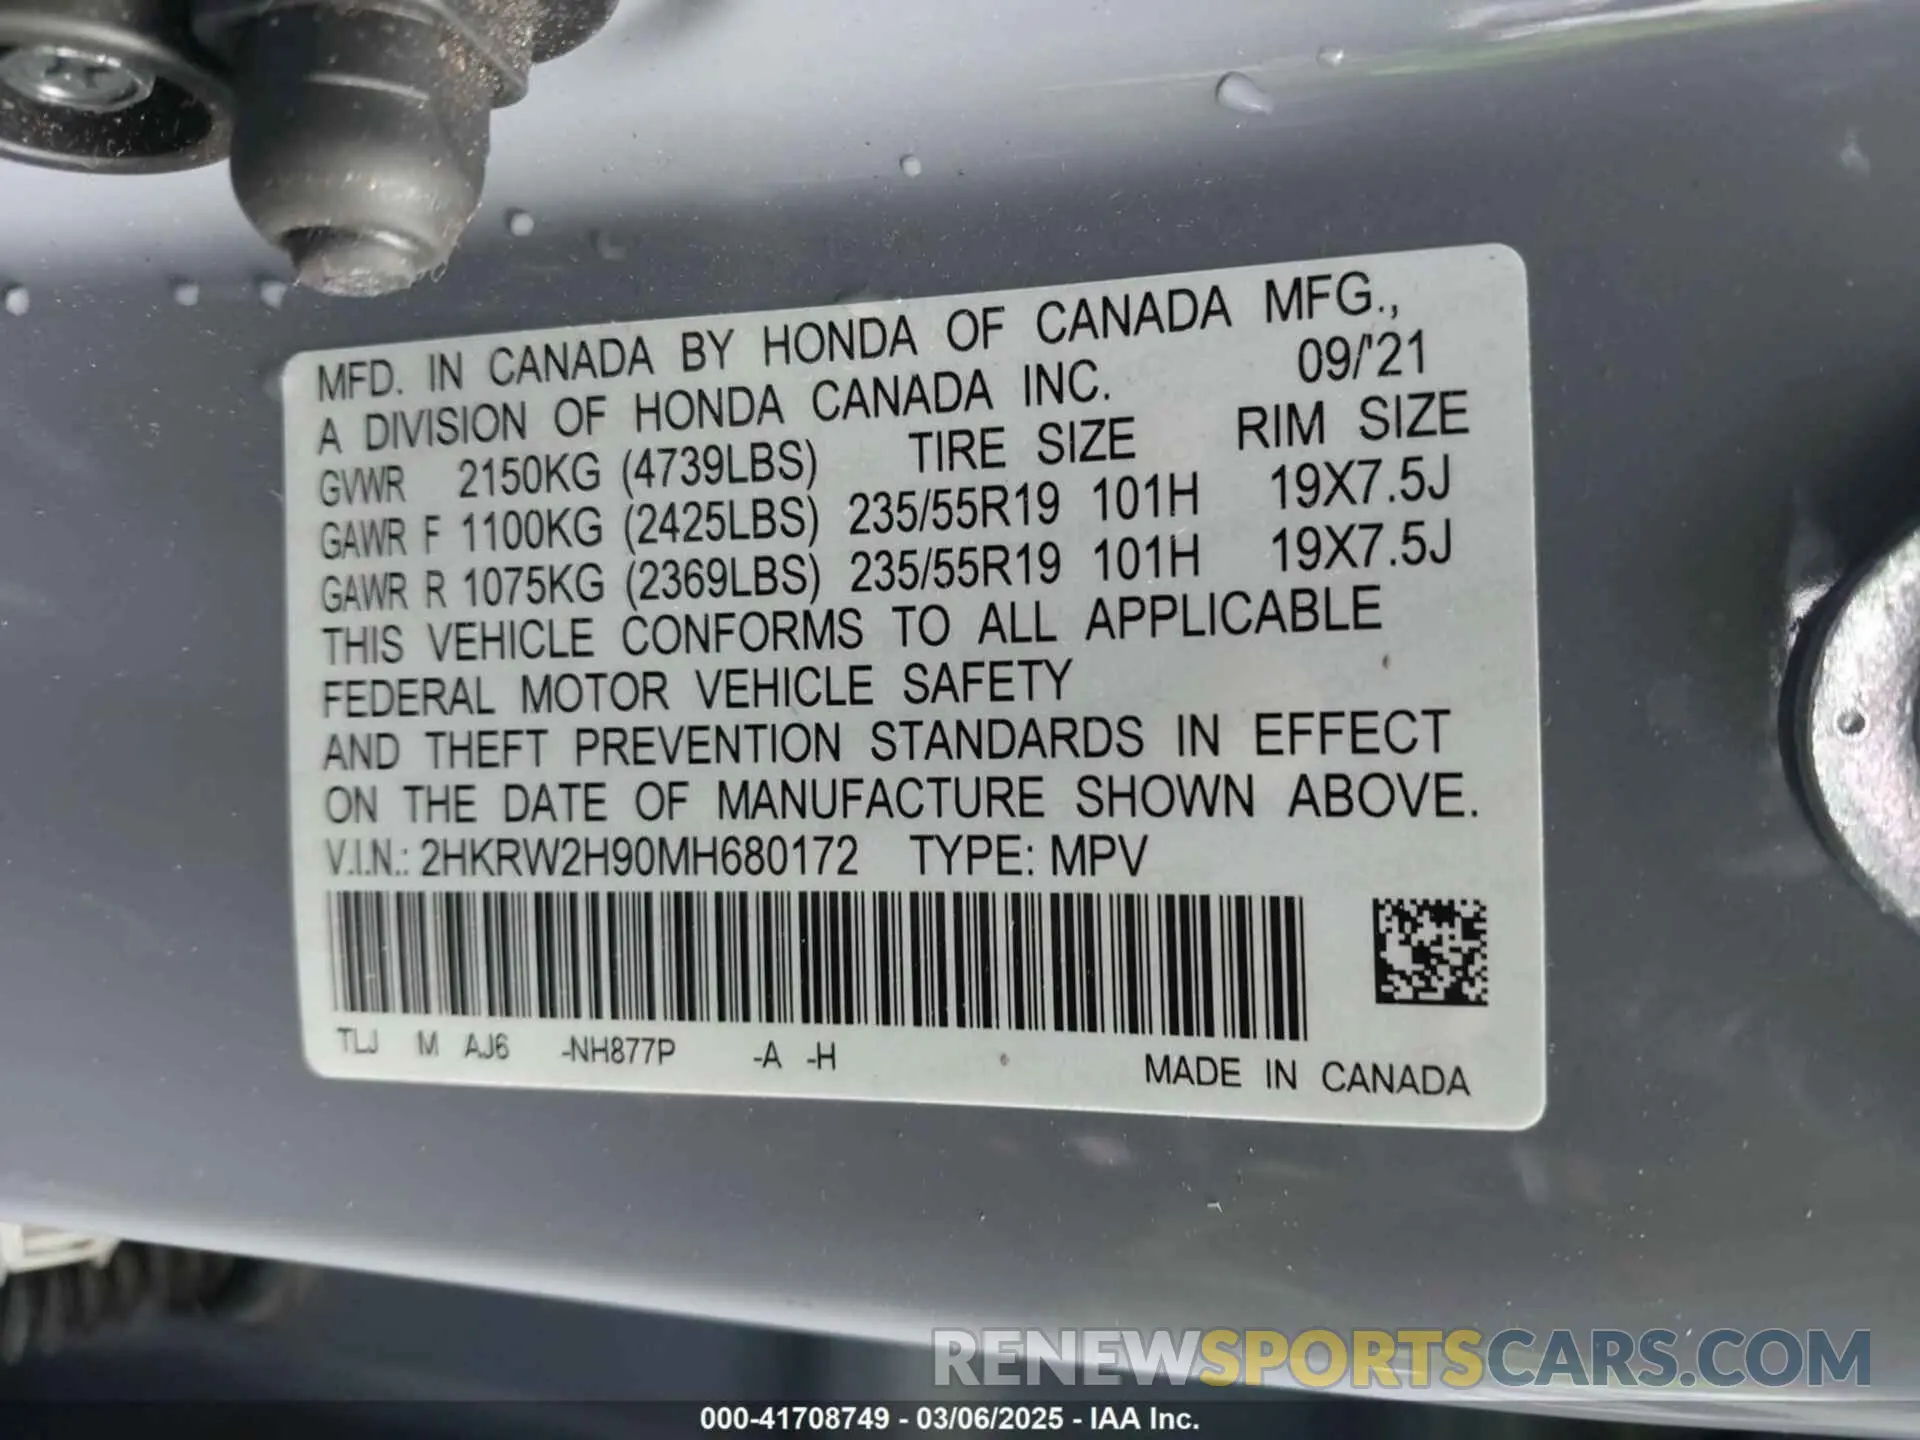 MFD. IN CANADA BY HONDA OF CANADA MFG.,
A DIVISION OF HONDA CANADA INC. 09/'21
GVWR 2150KG (4739LBS) TIRE SIZE RIM SIZE
GAWR F 1100KG (2425LBS) 235/55R19 101H 19X7.5J
GAWR R 1075KG (2369LBS) 235/55R19 101H 19X7.5J
THIS VEHICLE CONFORMS TO ALL APPLICABLE
FEDERAL MOTOR VEHICLE SAFETY
AND THEFT PREVENTION STANDARDS IN EFFECT
ON THE DATE OF MANUFACTURE SHOWN ABOVE.
V.I.N.: 2HKRW2H90MH680172 TYPE: MPV
TLJ M AJ6 -NH877P -A -H
MADE IN CANADA
RENEWSPORTSCARS.COM
000-41708749 - 03/06/2025 - IAA Inc.